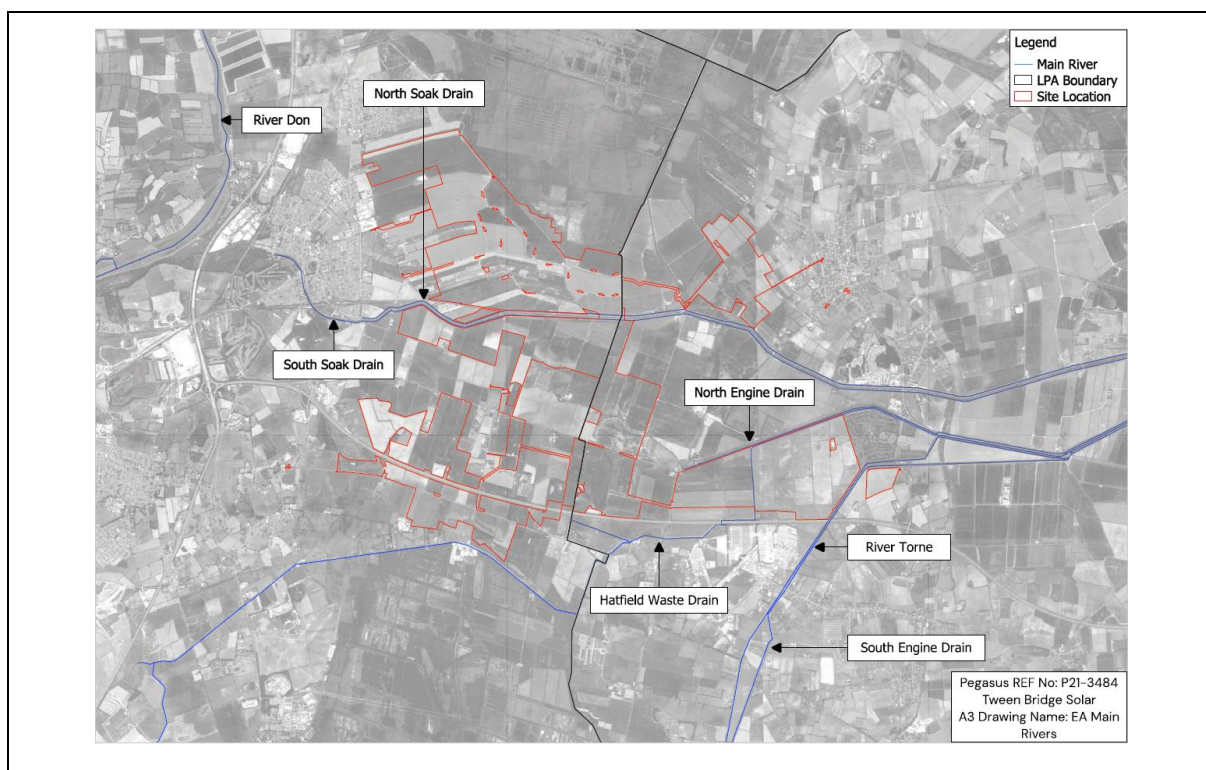 Legend
Main River
LPA Boundary
Site Location
North Soak Drain
River Don
South Soak Drain
North Engine Drain
River Torne
Hatfield Waste Drain
South Engine Drain
Pegasus REF No: P21-3484
Tween Bridge Solar
A3 Drawing Name: EA Main
Rivers